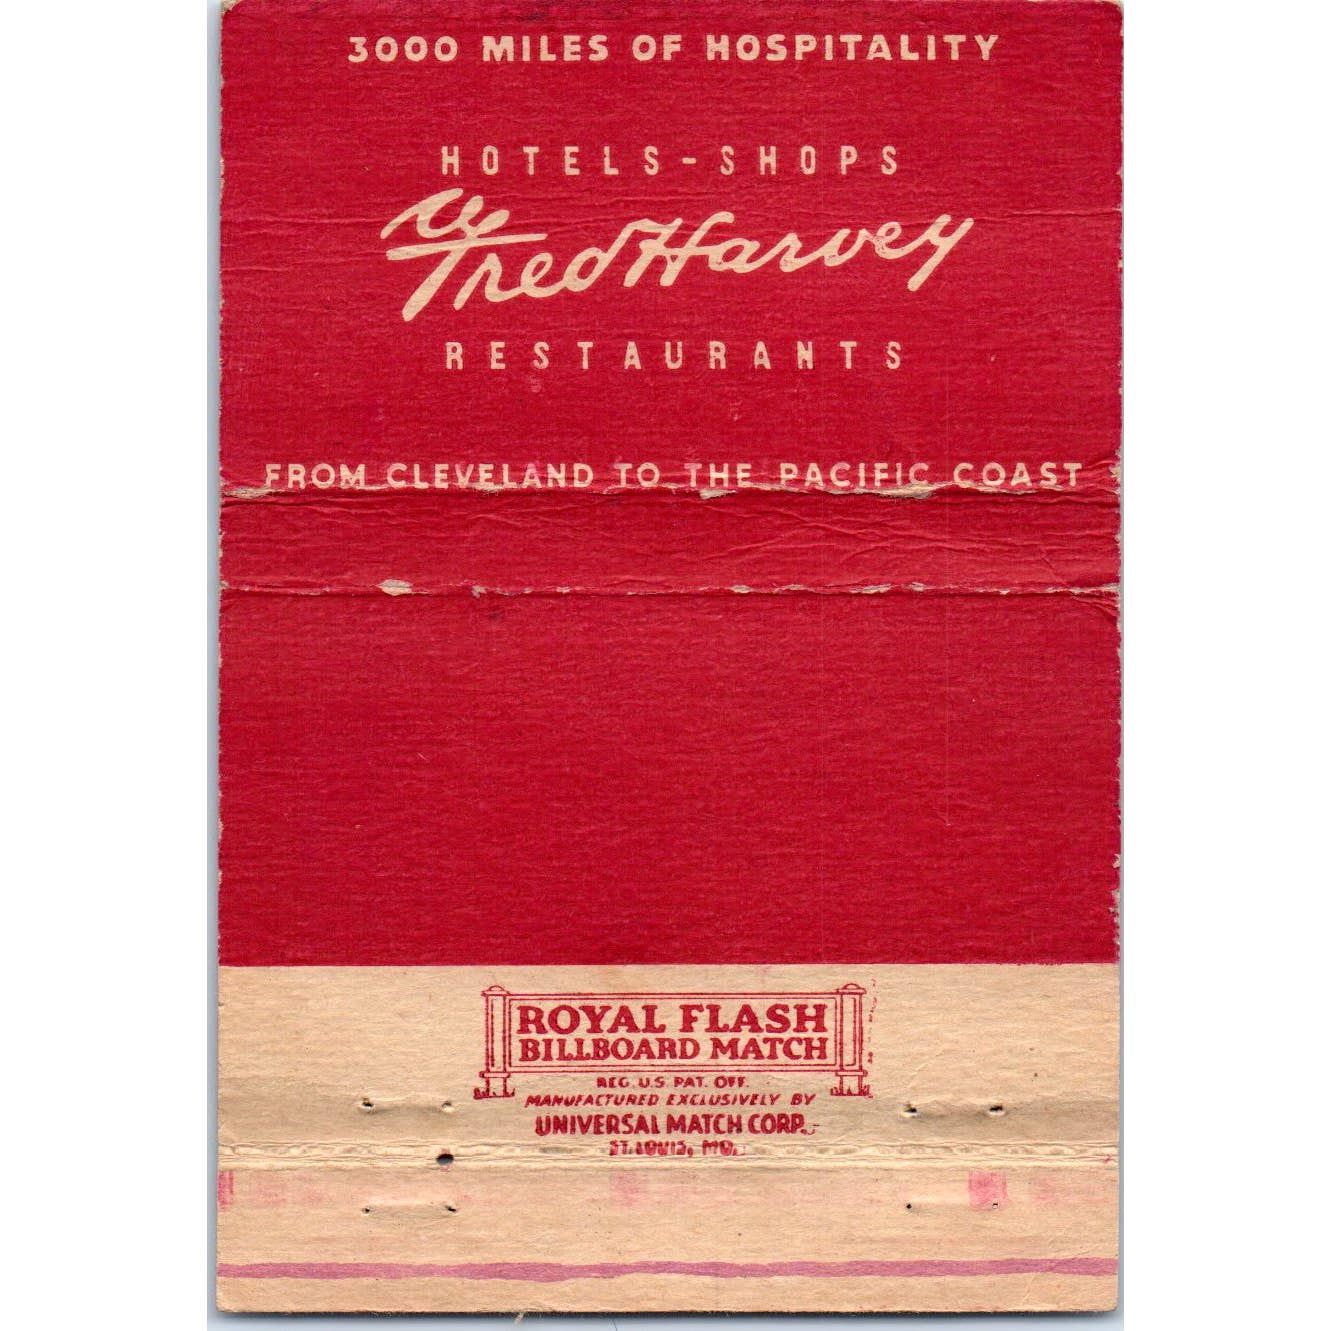 3000 MILES OF HOSPITALITY
HOTELS-SHOPS
Fred Harvey
RESTAURANTS
FROM CLEVELAND TO THE PACIFIC COAST
ROYAL FLASH
BILLBOARD MATCH
REG. U.S. PAT. OFF.
MANUFACTURED EXCLUSIVELY BY
UNIVERSAL MATCH CORP.
ST. LOUIS, MO.